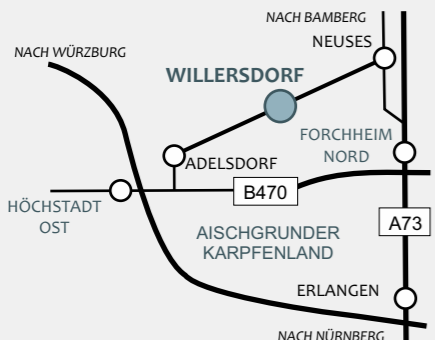 NACH BAMBERG
NEUSES
NACH WÜRZBURG
WILLERSDORF
FORCHHEIM
NORD
ADELSDORF
B470
HÖCHSTADT
OST
A73
AISCHGRUNDER
KARPFENLAND
ERLANGEN
NACH NÜRNBERG